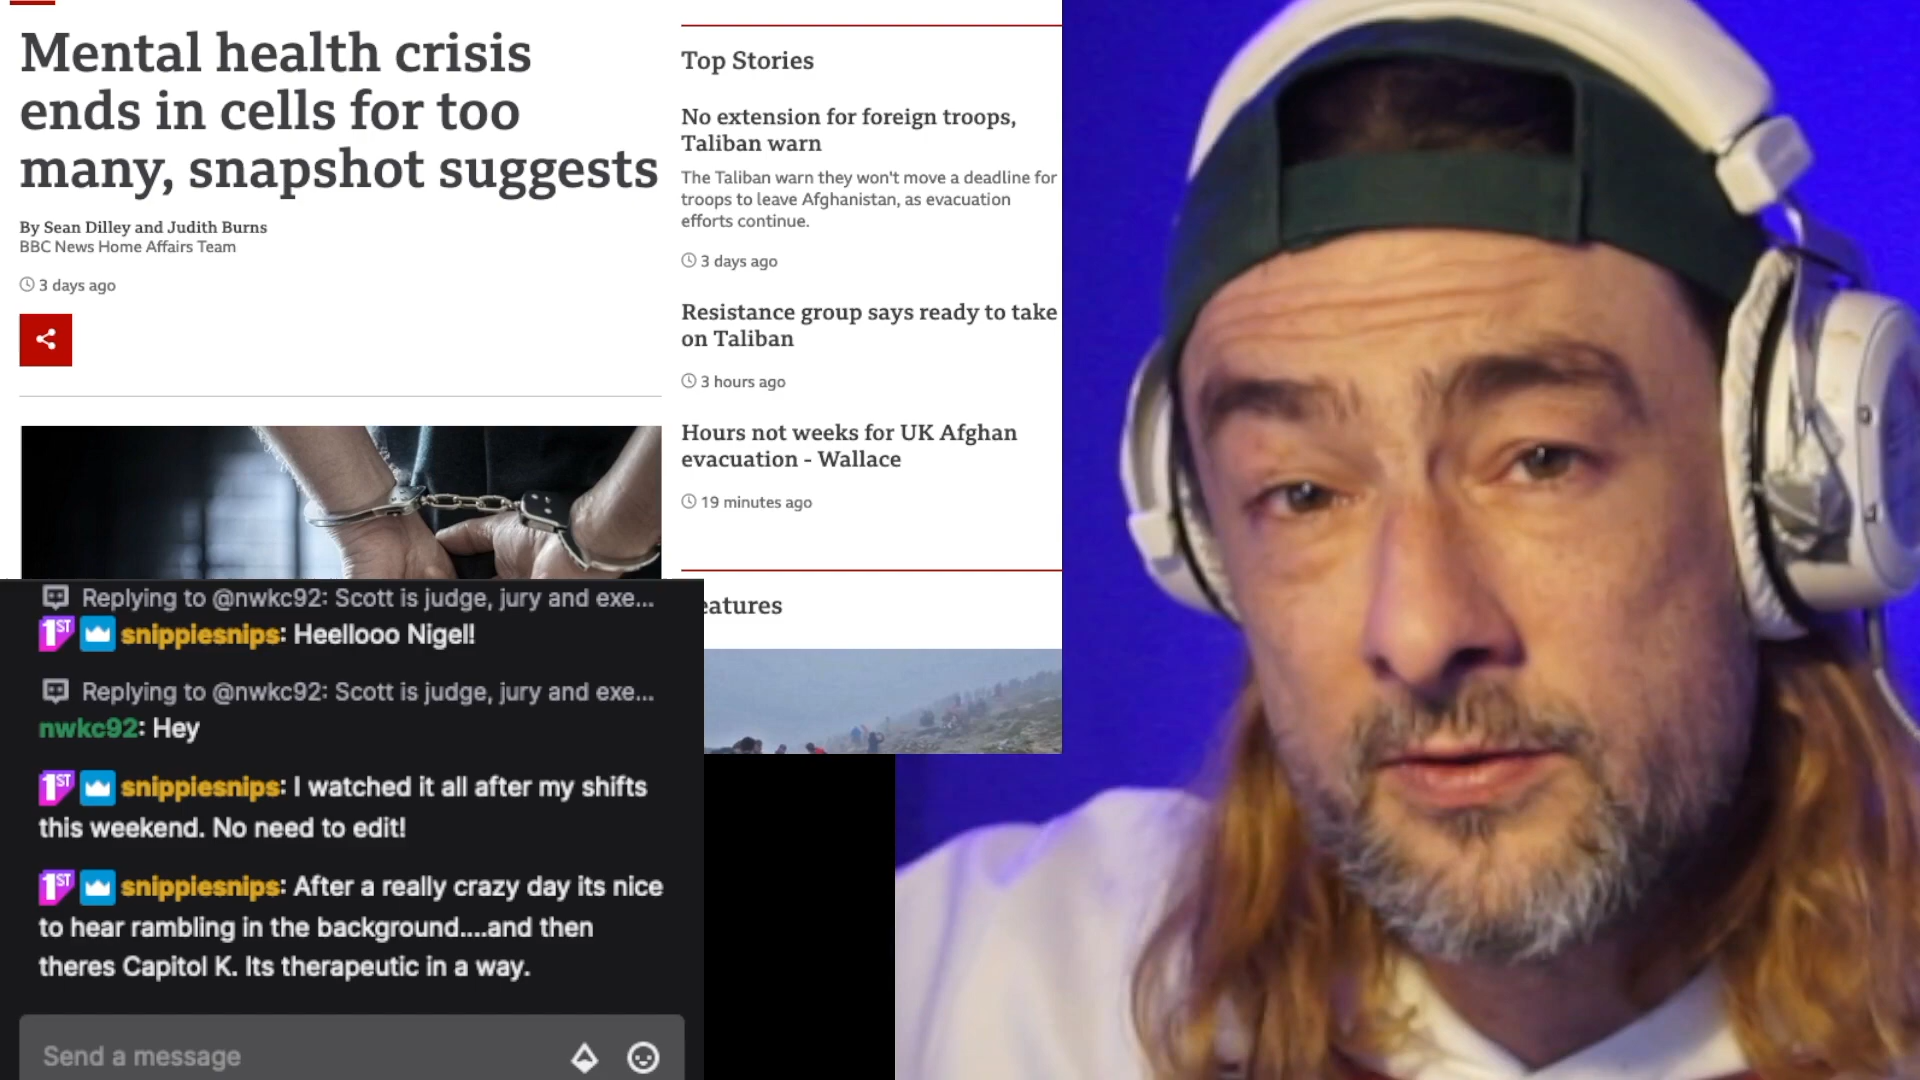 Mental health crisis
ends in cells for too
many, snapshot suggests
By Sean Dilley and Judith Burns
BBC News Home Affairs Team
3 days ago
Top Stories
No extension for foreign troops,
Taliban warn
The Taliban warn they won't move a deadline for
troops to leave Afghanistan, as evacuation
efforts continue.
3 days ago
Resistance group says ready to take
on Taliban
3 hours ago
Hours not weeks for UK Afghan
evacuation - Wallace
19 minutes ago
eatures
Replying to @nwkc92: Scott is judge, jury and exe...
1ST snippiesnips: Heellooo Nigel!
Replying to @nwkc92: Scott is judge, jury and exe...
nwkc92: Hey
1ST snippiesnips: I watched it all after my shifts
this weekend. No need to edit!
1ST snippiesnips: After a really crazy day its nice
to hear rambling in the background....and then
theres Capitol K. Its therapeutic in a way.
Send a message